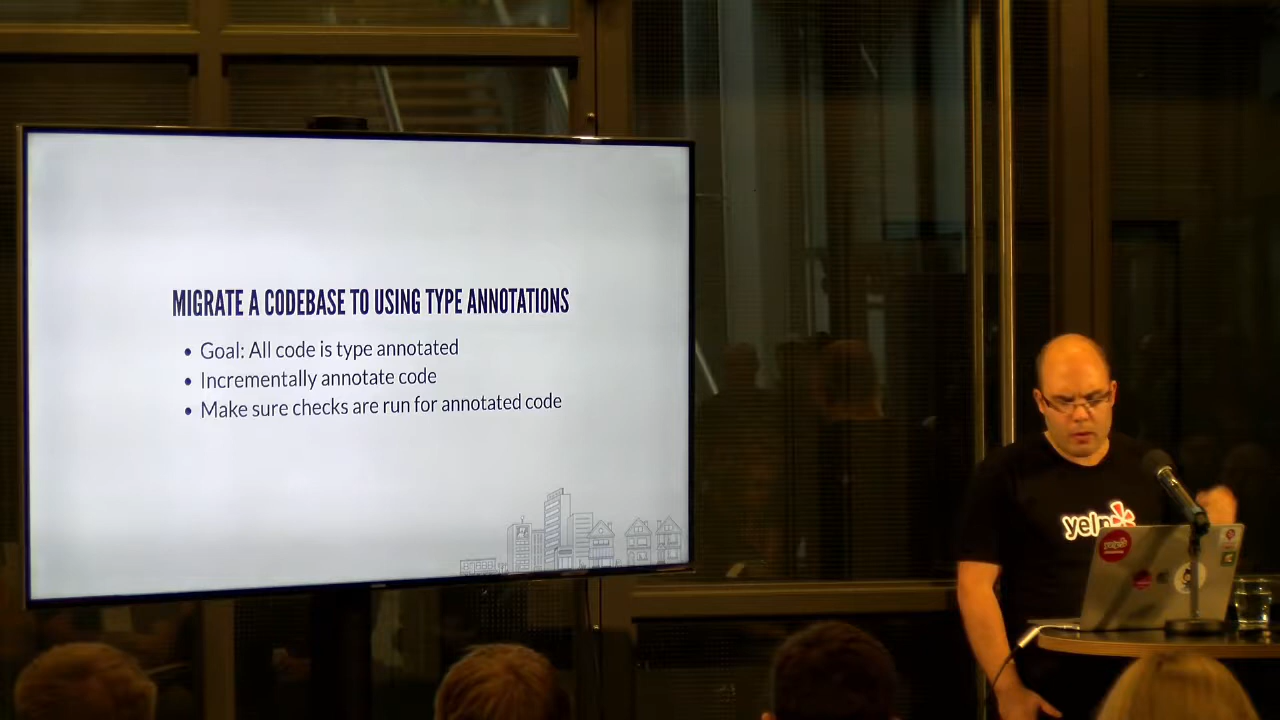 MIGRATE A CODEBASE TO USING TYPE ANNOTATIONS
• Goal: All code is type annotated
• Incrementally annotate code
• Make sure checks are run for annotated code
yelp